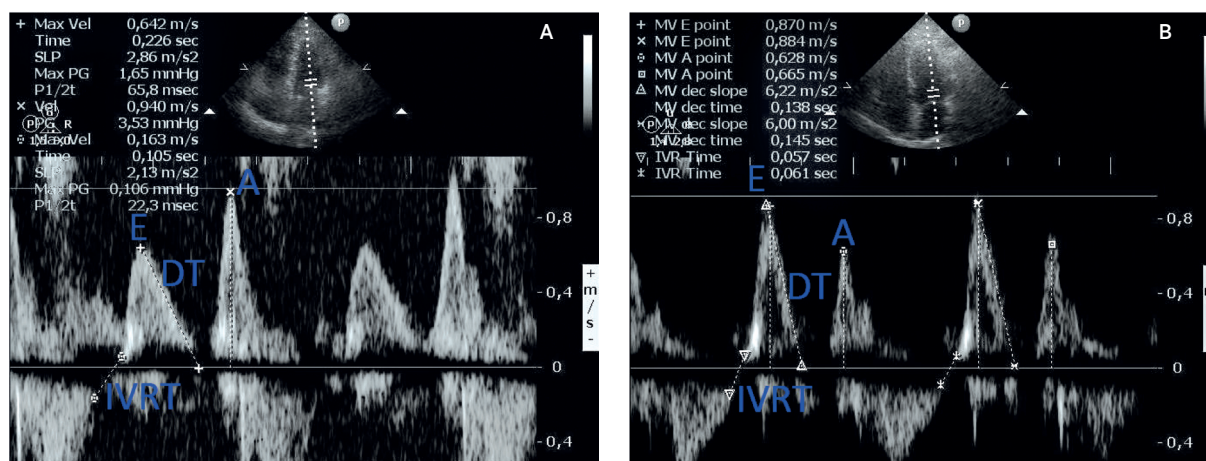 + Max Vel 0,642 m/s
Time 0,226 sec
SLP 2,86 m/s2
Max PG 1,65 mmHg
P1/2t 65,8 msec
× Vel 0,940 m/s
PG 3,53 mmHg
Max Vel 0,163 m/s
Time 0,105 sec
SLP 2,13 m/s2
Max PG 0,106 mmHg
P1/2t 22,3 msec
P
A
P R
E
A
DT
IVRT
0,8
0,4
0
0,4
+
m/
s
-
+ MV E point 0,870 m/s
× MV E point 0,884 m/s
MV A point 0,628 m/s
MV A point 0,665 m/s
MV dec slope 6,22 m/s2
MV dec time 0,138 sec
MV dec slope 6,00 m/s2
MV dec time 0,145 sec
IVR Time 0,057 sec
IVR Time 0,061 sec
P
B
P
E
A
DT
IVRT
0,8
0,4
0
0,4